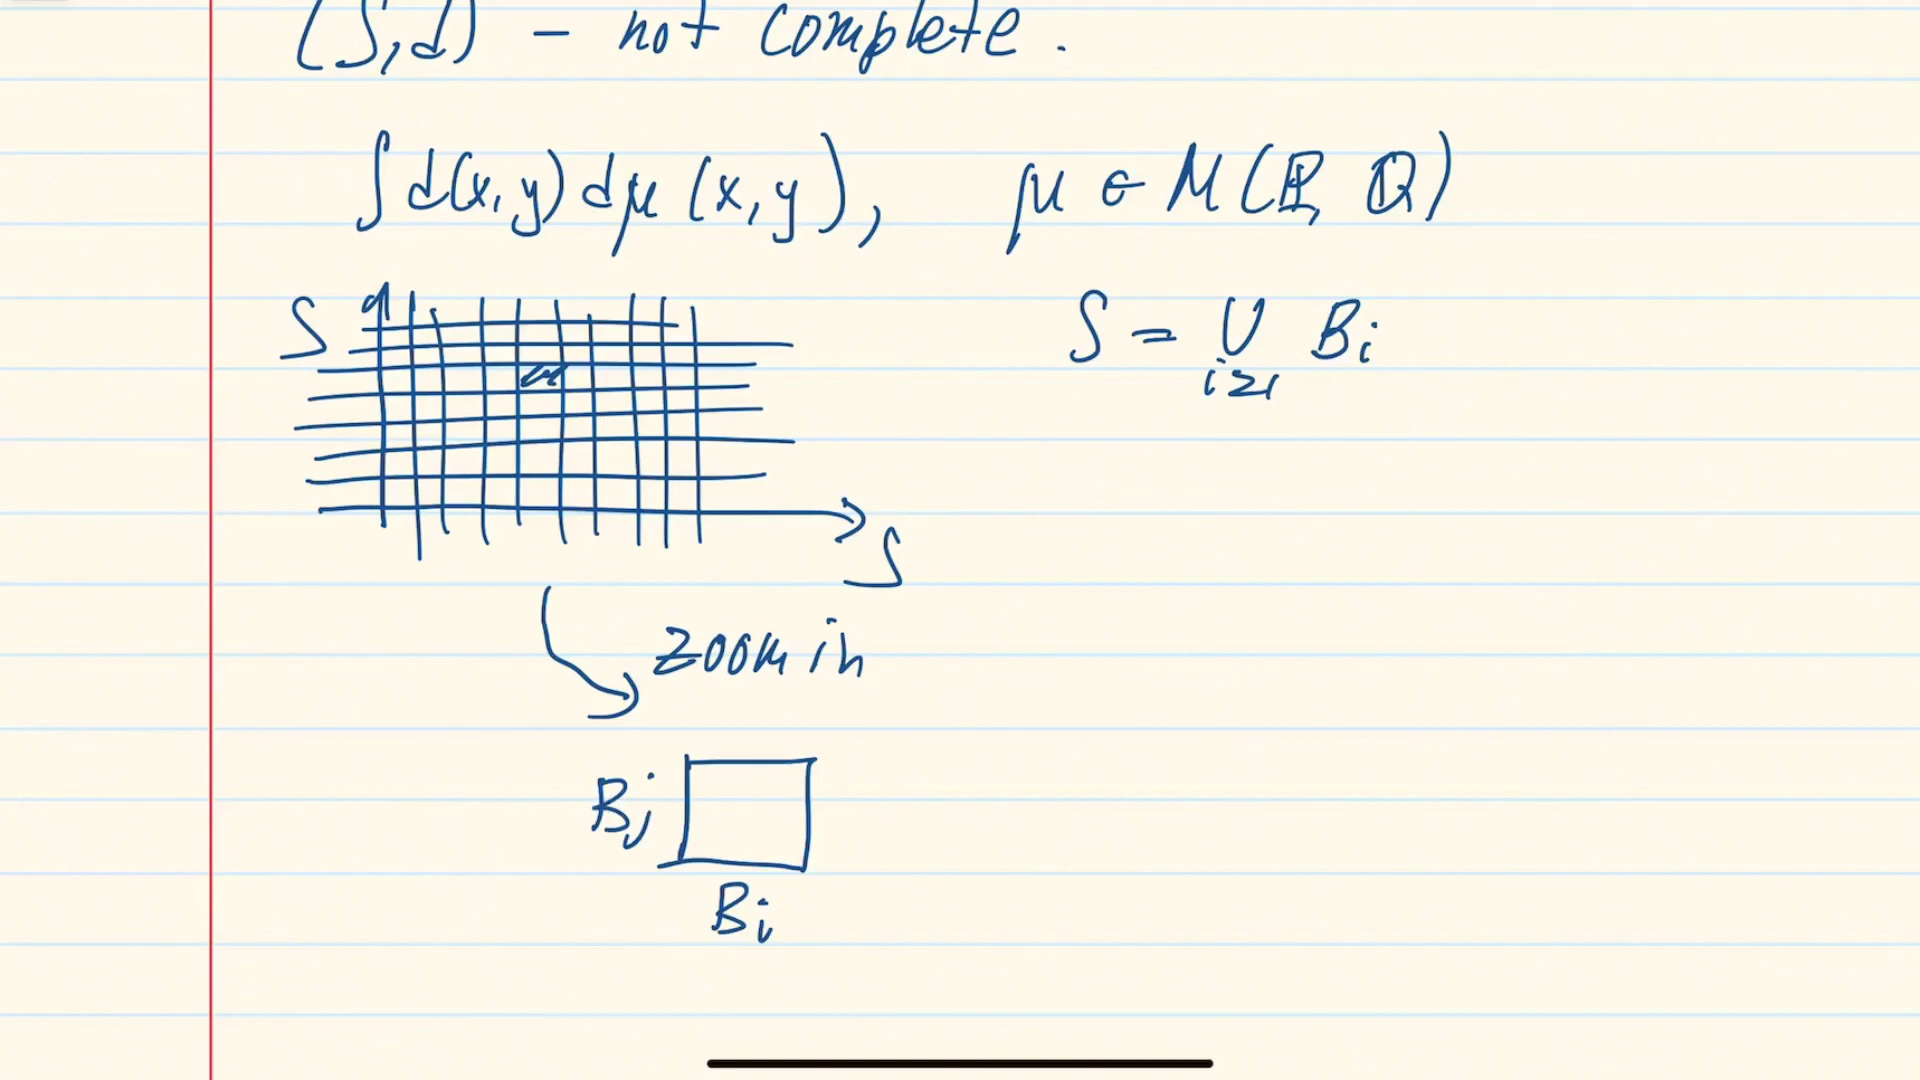 (S,d) - not complete.
∫ d(x,y) dμ (x,y), μ ∈ M(ℙ, ℚ)
S S = ∪ Bi
i≥1
S
zoom in
Bj
Bi